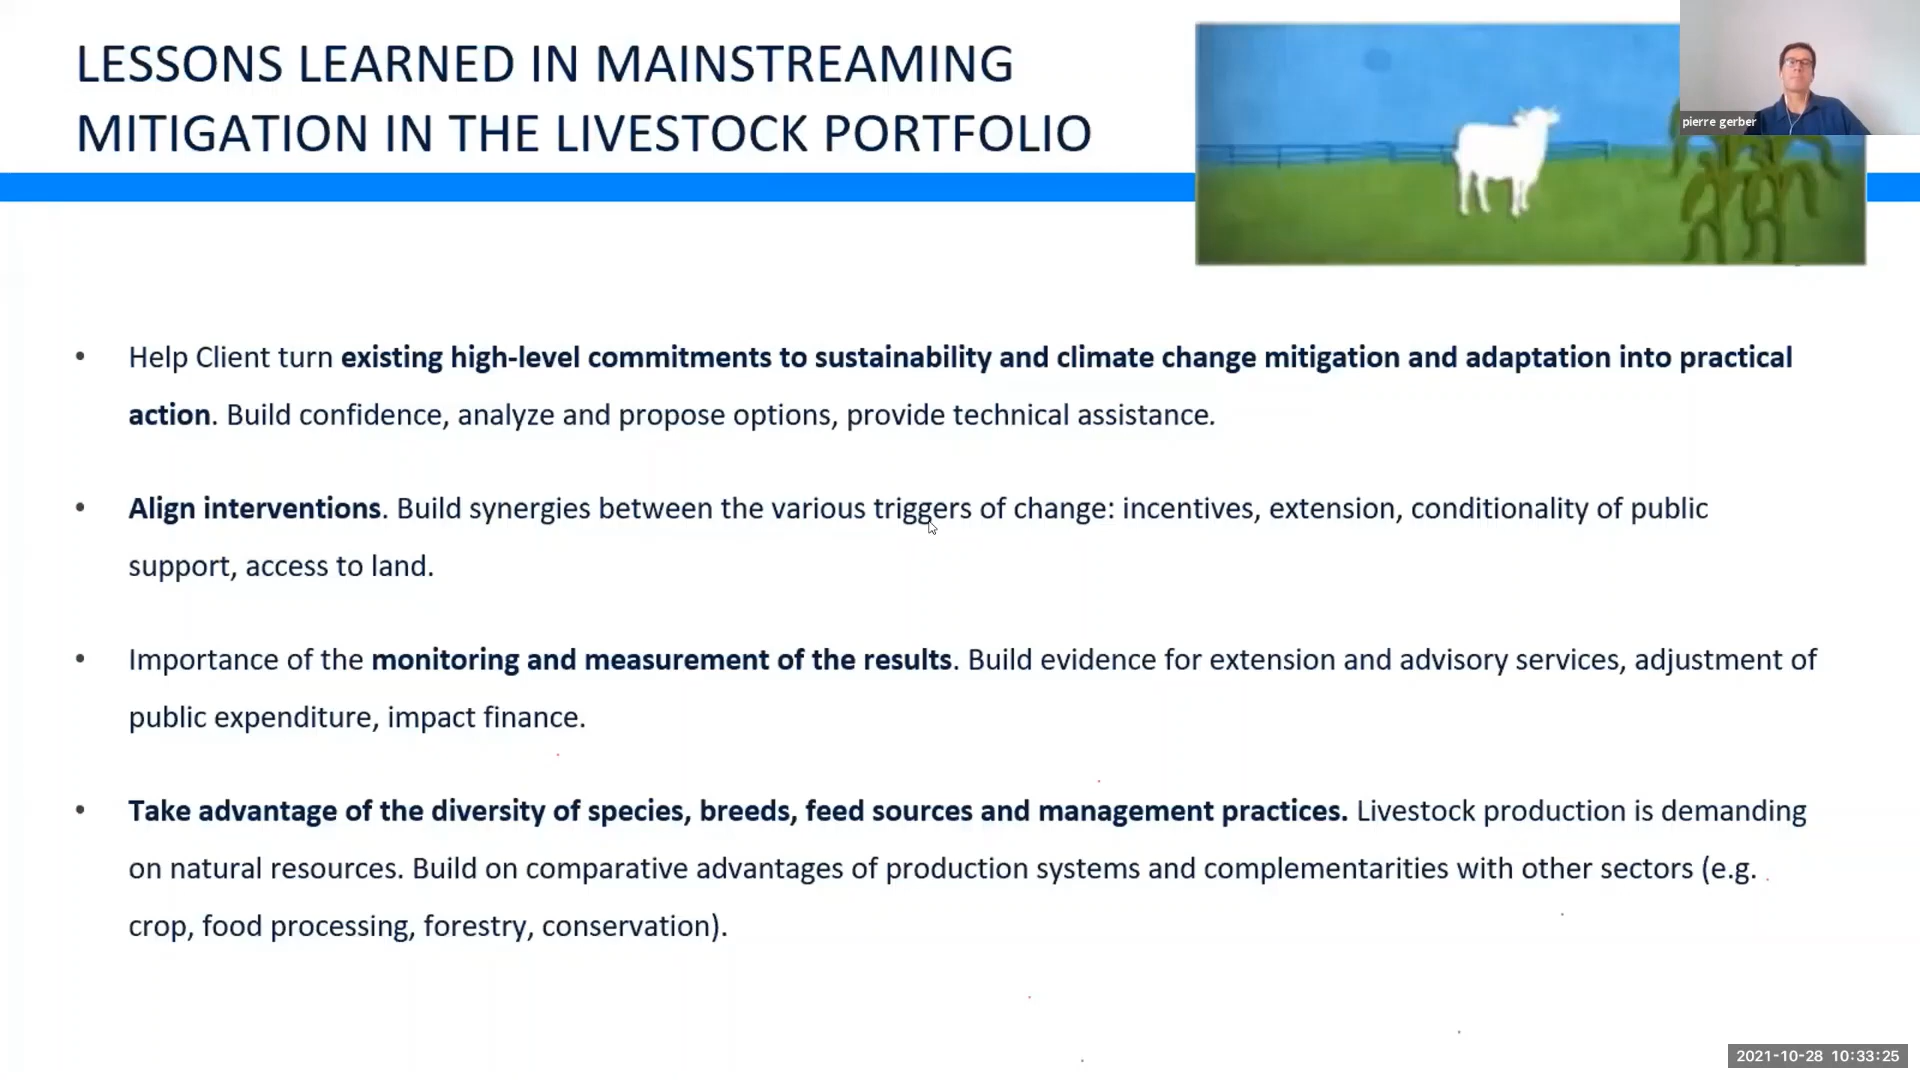 LESSONS LEARNED IN MAINSTREAMING
MITIGATION IN THE LIVESTOCK PORTFOLIO
pierre gerber
• Help Client turn existing high-level commitments to sustainability and climate change mitigation and adaptation into practical
action. Build confidence, analyze and propose options, provide technical assistance.
• Align interventions. Build synergies between the various triggers of change: incentives, extension, conditionality of public
support, access to land.
• Importance of the monitoring and measurement of the results. Build evidence for extension and advisory services, adjustment of
public expenditure, impact finance.
• Take advantage of the diversity of species, breeds, feed sources and management practices. Livestock production is demanding
on natural resources. Build on comparative advantages of production systems and complementarities with other sectors (e.g.
crop, food processing, forestry, conservation).
2021-10-28 10:33:25